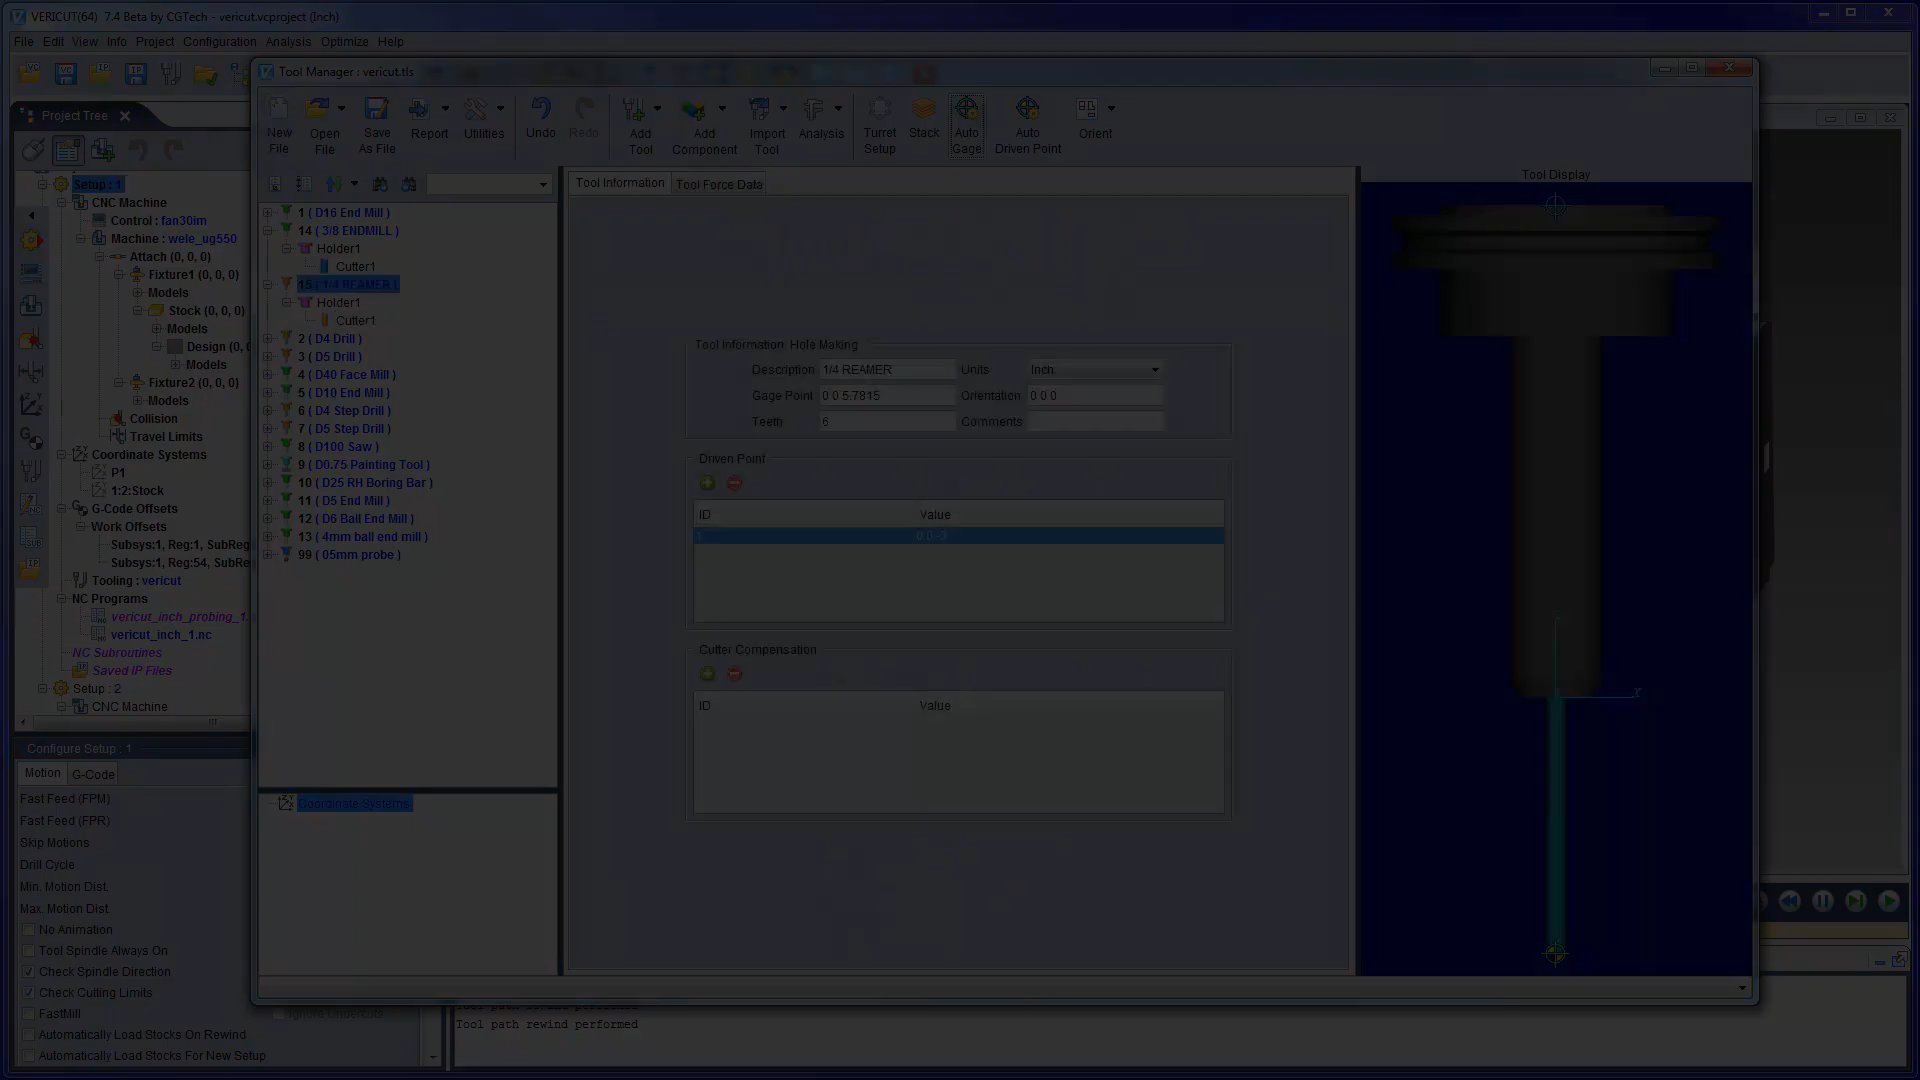 VERICUT(64) 7.4 Beta by CGTech - vericut.vcproject (Inch)
File Edit View Info Project Configuration Analysis Optimize Help
Tool Manager : vericut.tls
Project Tree
New File
Open File
Save As File
Report
Utilities
Undo
Redo
Add Tool
Add Component
Import Tool
Analysis
Turret Setup
Stack
Auto Gage
Auto Driven Point
Orient
Setup : 1
CNC Machine
Control : fan30im
Machine : wele_ug550
Attach (0, 0, 0)
Fixture1 (0, 0, 0)
Models
Stock (0, 0, 0)
Models
Design (0,
Models
Fixture2 (0, 0, 0)
Models
Collision
Travel Limits
Coordinate Systems
P1
1:2:Stock
G-Code Offsets
Work Offsets
Subsys:1, Reg:1, SubReg
Subsys:1, Reg:54, SubRe
Tooling : vericut
NC Programs
vericut_inch_probing_1.
vericut_inch_1.nc
NC Subroutines
Saved IP Files
Setup : 2
CNC Machine
Configure Setup : 1
Motion G-Code
Fast Feed (FPM)
Fast Feed (FPR)
Skip Motions
Drill Cycle
Min. Motion Dist.
Max. Motion Dist.
No Animation
Tool Spindle Always On
Check Spindle Direction
Check Cutting Limits
FastMill
Ignore Undercuts
Automatically Load Stocks On Rewind
Automatically Load Stocks For New Setup
1 ( D16 End Mill )
14 ( 3/8 ENDMILL )
Holder1
Cutter1
15 ( 1/4 REAMER )
Holder1
Cutter1
2 ( D4 Drill )
3 ( D5 Drill )
4 ( D40 Face Mill )
5 ( D10 End Mill )
6 ( D4 Step Drill )
7 ( D5 Step Drill )
8 ( D100 Saw )
9 ( D0.75 Painting Tool )
10 ( D25 RH Boring Bar )
11 ( D5 End Mill )
12 ( D6 Ball End Mill )
13 ( 4mm ball end mill )
99 ( 05mm probe )
Coordinate Systems
Tool Information Tool Force Data
Tool Information: Hole Making
Description 1/4 REAMER Units Inch
Gage Point 0 0 5.7815 Orientation 0 0 0
Teeth 6 Comments
Driven Point
ID Value
0 0 -3
Cutter Compensation
ID Value
Tool Display
Tool path rewind performed